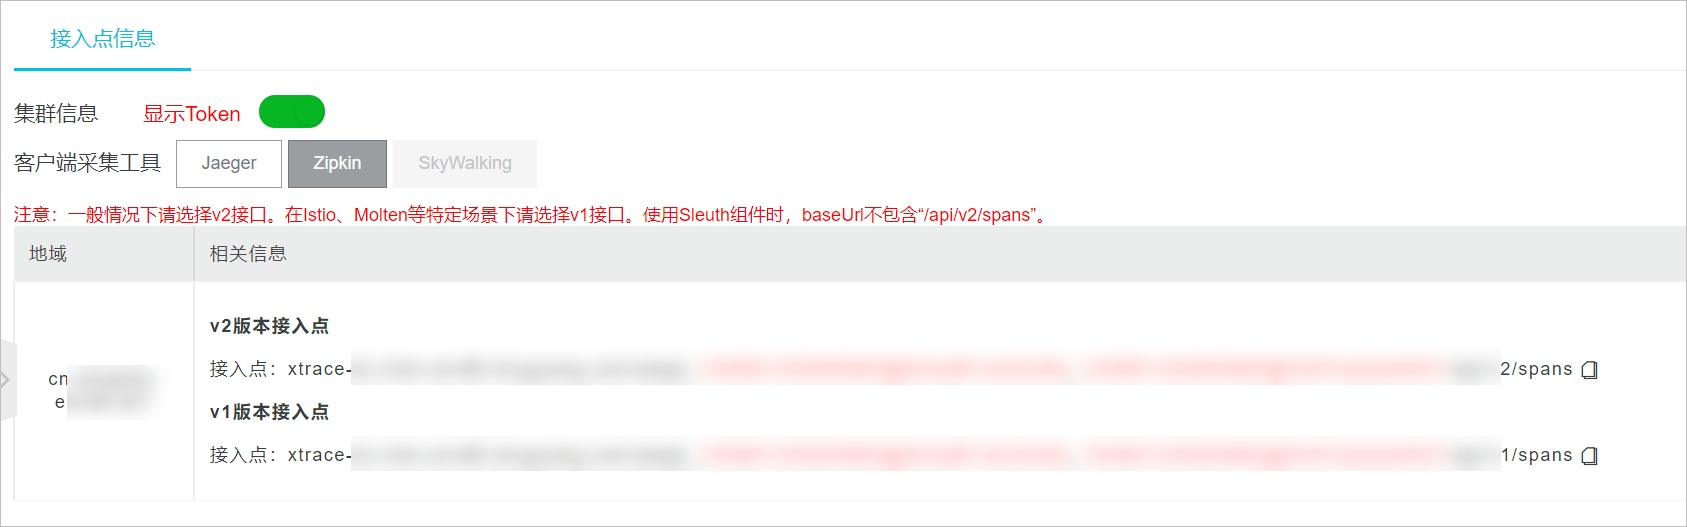 接入点信息
集群信息 显示Token
客户端采集工具 Jaeger Zipkin SkyWalking
注意：一般情况下请选择v2接口。在Istio、Molten等特定场景下请选择v1接口。使用Sleuth组件时，baseUrl不包含“/api/v2/spans”。
地域 相关信息
v2版本接入点
接入点：xtrace- 2/spans
cn
e
v1版本接入点
接入点：xtrace- 1/spans